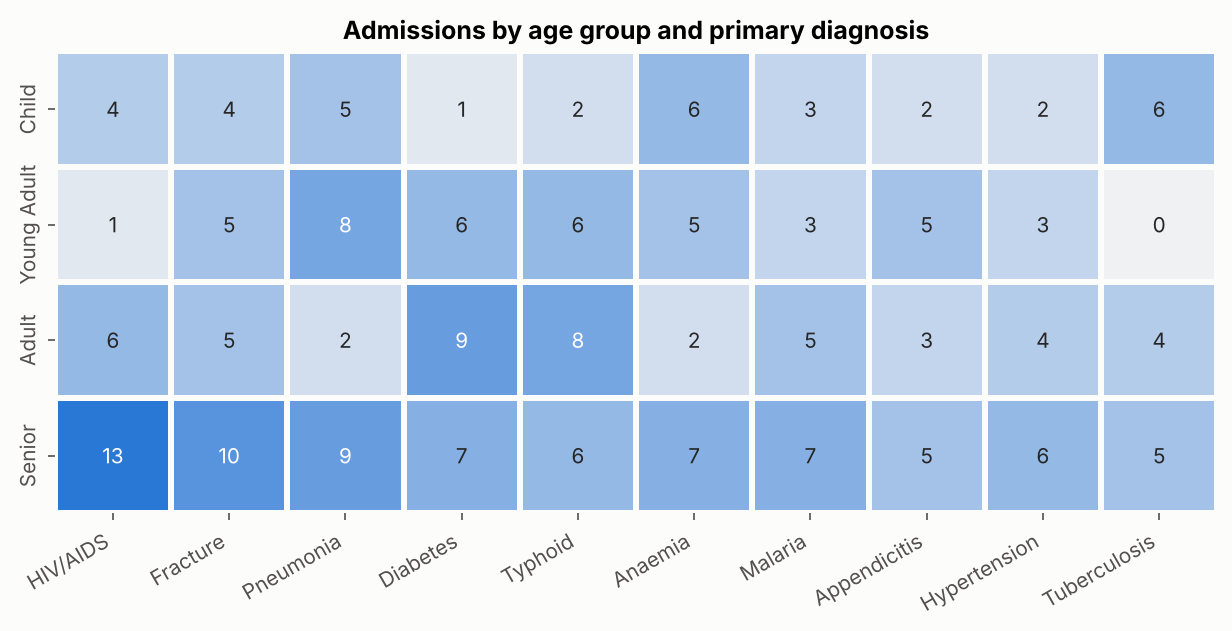 Admissions by age group and primary diagnosis
Child 4 4 5 1 2 6 3 2 2 6
Young Adult 1 5 8 6 6 5 3 5 3 0
Adult 6 5 2 9 8 2 5 3 4 4
Senior 13 10 9 7 6 7 7 5 6 5
HIV/AIDS Fracture Pneumonia Diabetes Typhoid Anaemia Malaria Appendicitis Hypertension Tuberculosis